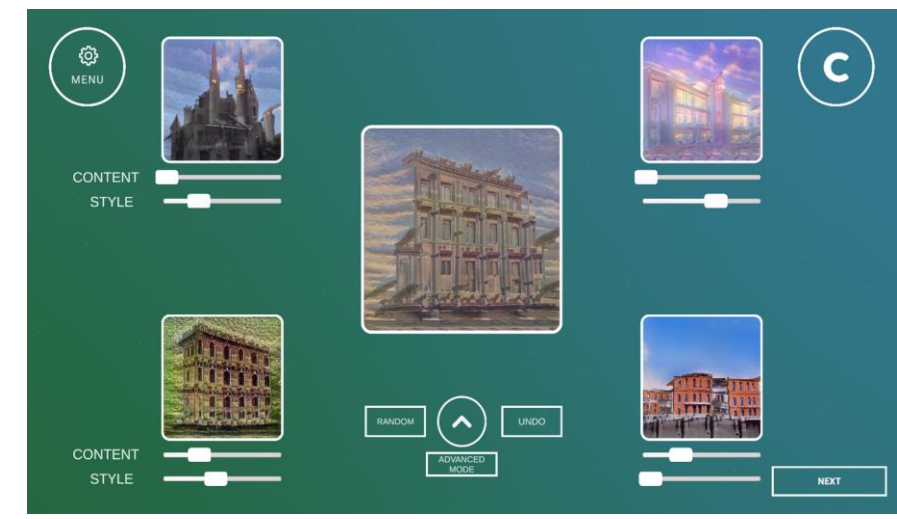 MENU
C
CONTENT
STYLE
CONTENT
STYLE
RANDOM
UNDO
ADVANCED
MODE
NEXT